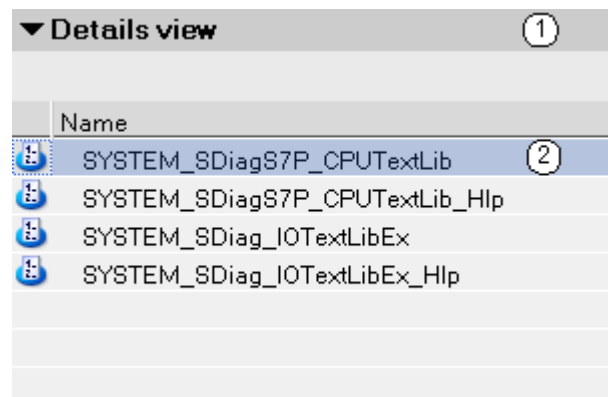 Details view 1
Name
SYSTEM_SDiagS7P_CPUTextLib 2
SYSTEM_SDiagS7P_CPUTextLib_Hlp
SYSTEM_SDiag_IOTextLibEx
SYSTEM_SDiag_IOTextLibEx_Hlp